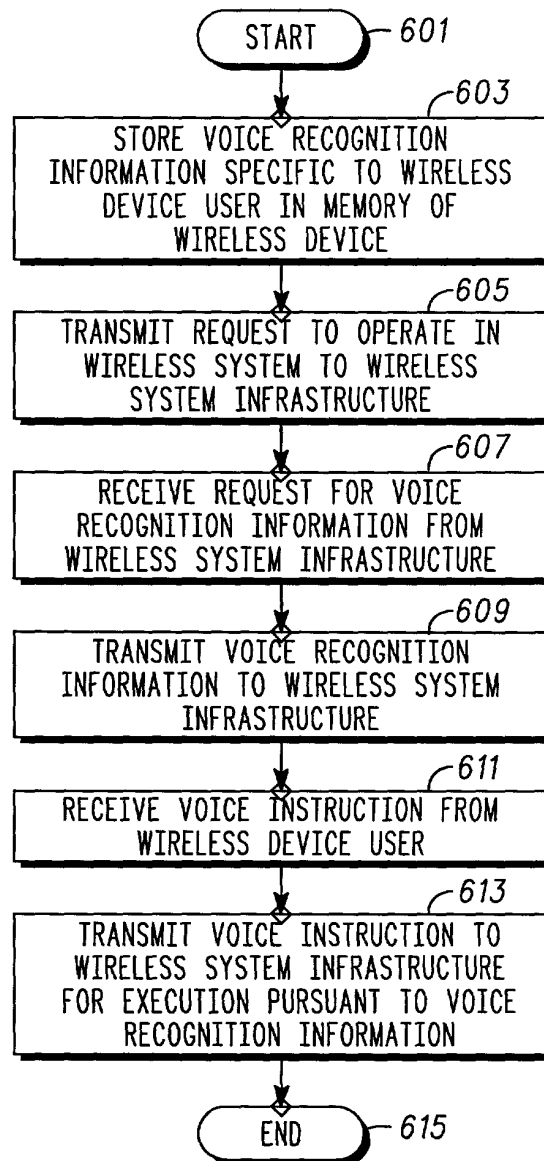 START
601
603
STORE VOICE RECOGNITION
INFORMATION SPECIFIC TO WIRELESS
DEVICE USER IN MEMORY OF
WIRELESS DEVICE
605
TRANSMIT REQUEST TO OPERATE IN
WIRELESS SYSTEM TO WIRELESS
SYSTEM INFRASTRUCTURE
607
RECEIVE REQUEST FOR VOICE
RECOGNITION INFORMATION FROM
WIRELESS SYSTEM INFRASTRUCTURE
609
TRANSMIT VOICE RECOGNITION
INFORMATION TO WIRELESS SYSTEM
INFRASTRUCTURE
611
RECEIVE VOICE INSTRUCTION FROM
WIRELESS DEVICE USER
613
TRANSMIT VOICE INSTRUCTION TO
WIRELESS SYSTEM INFRASTRUCTURE
FOR EXECUTION PURSUANT TO VOICE
RECOGNITION INFORMATION
END
615